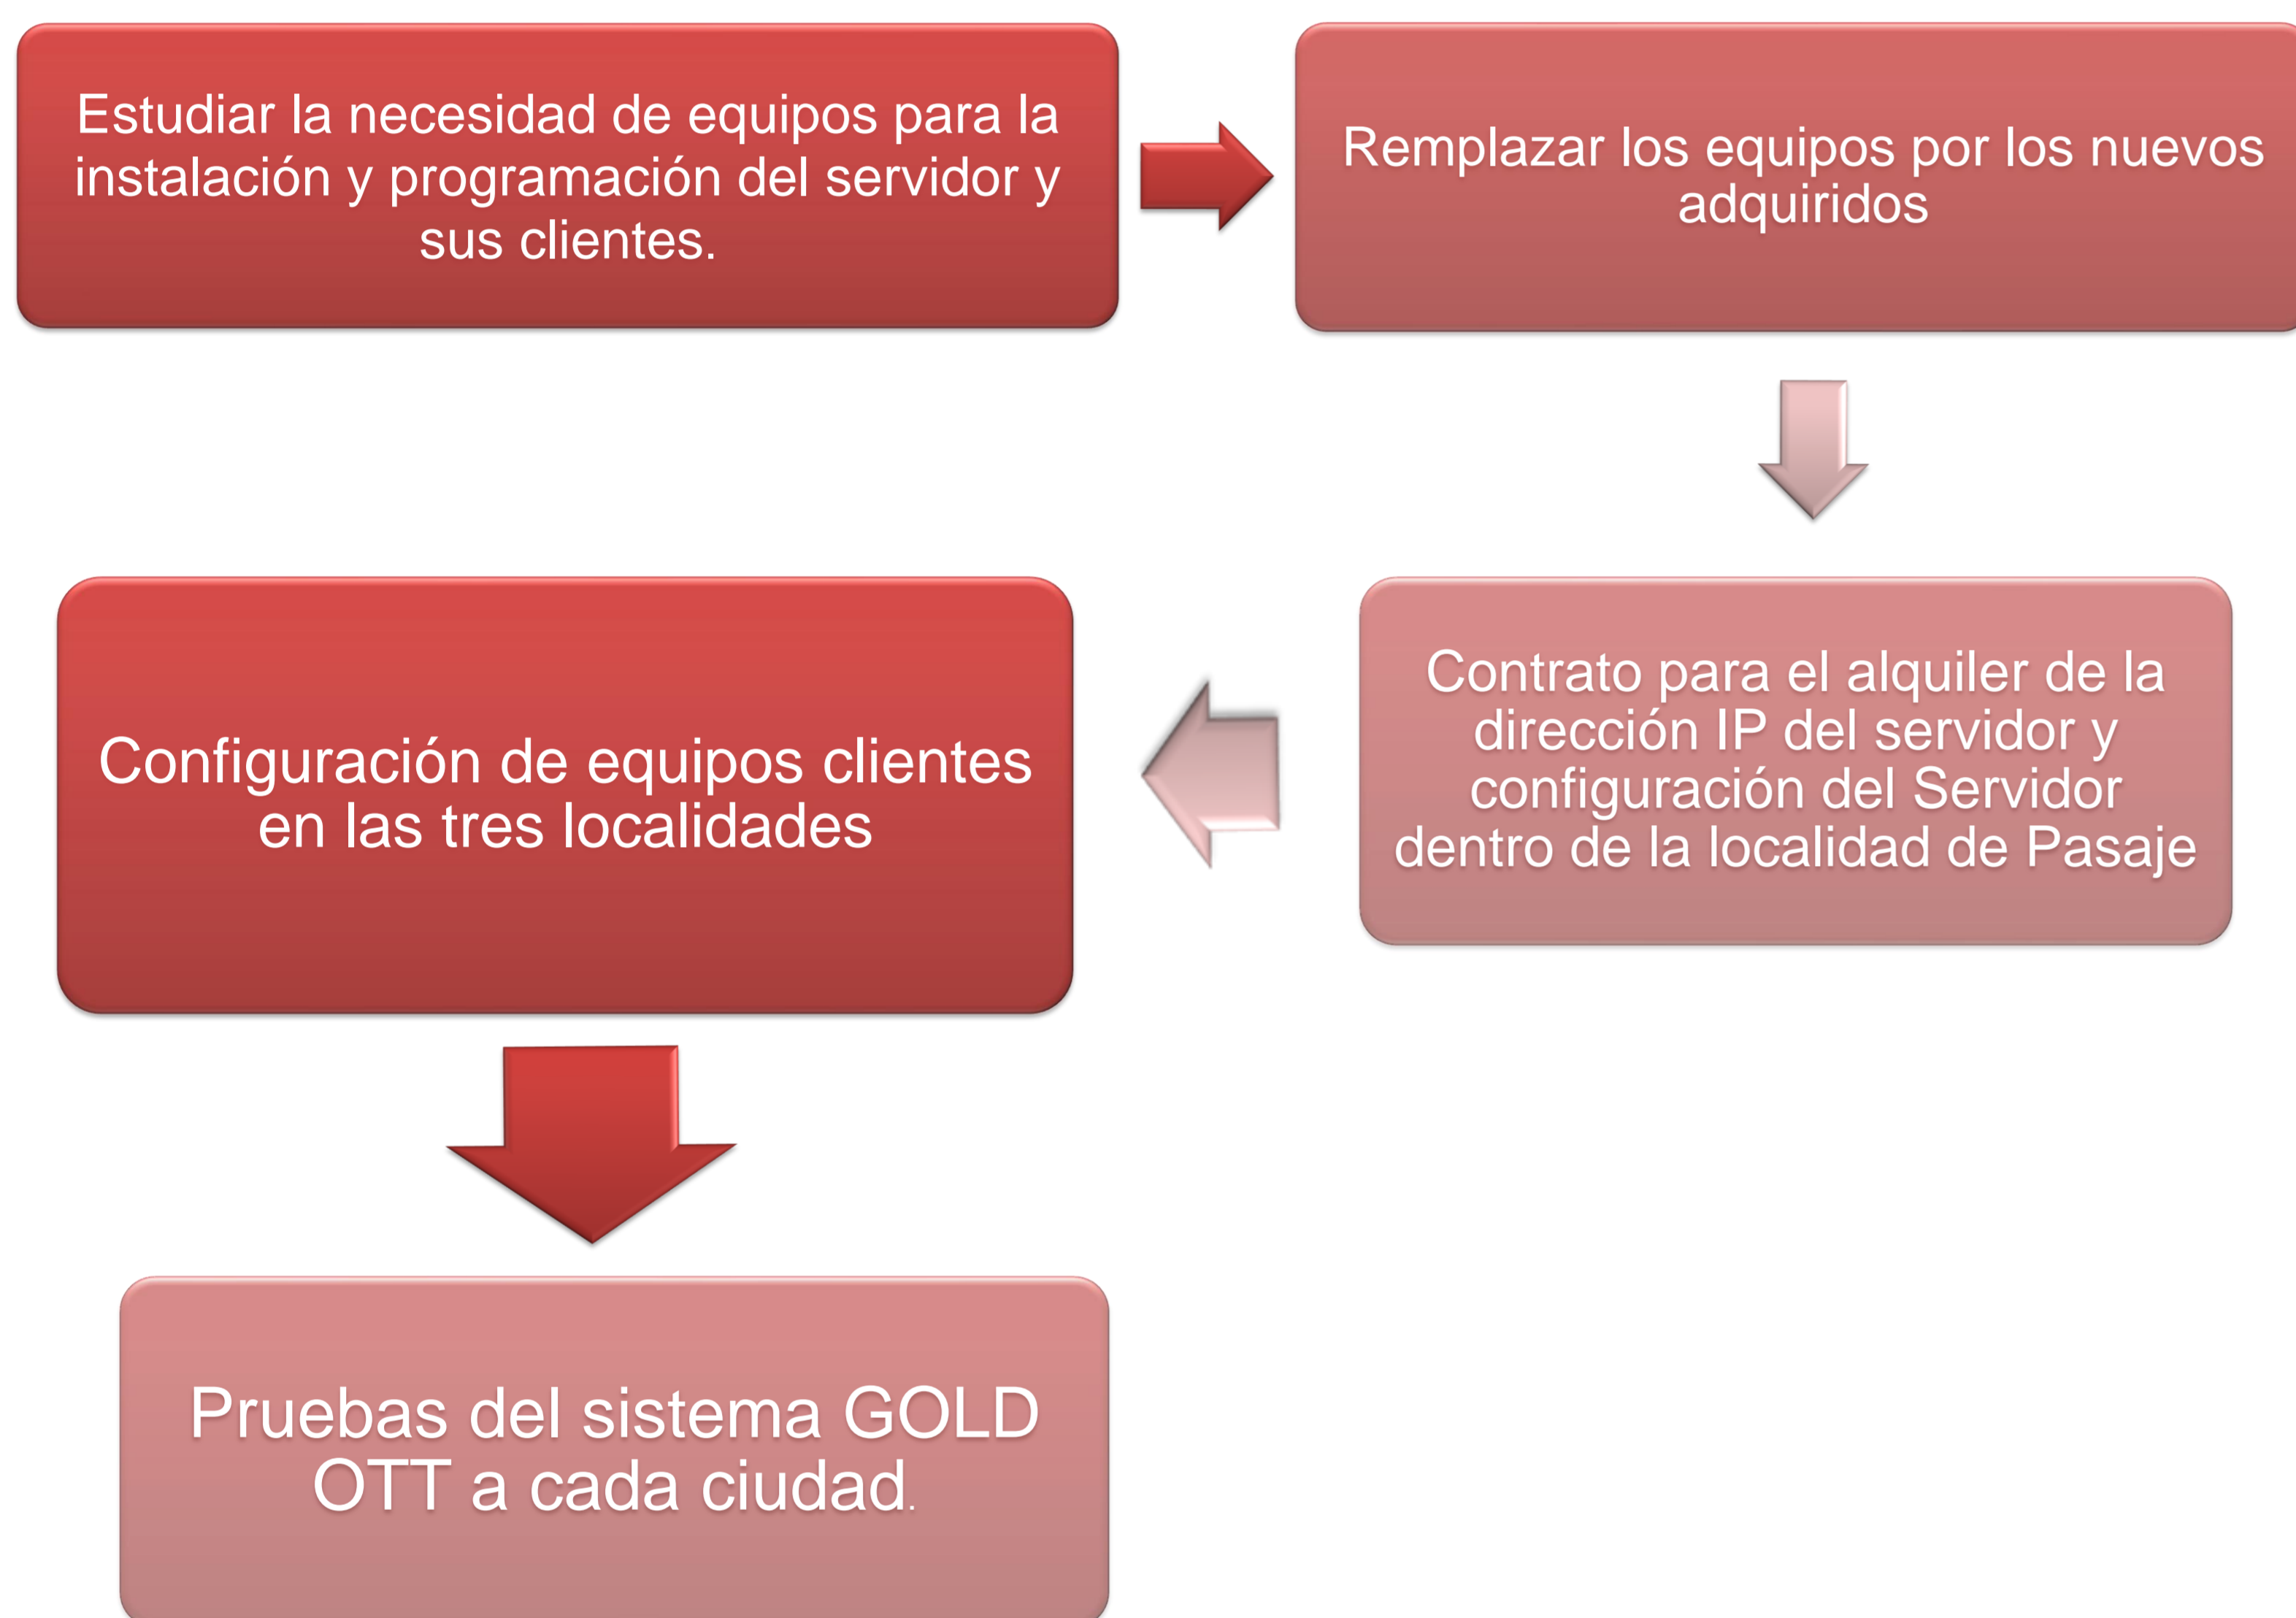 Estudiar la necesidad de equipos para la
instalación y programación del servidor y
sus clientes.
Remplazar los equipos por los nuevos
adquiridos
Contrato para el alquiler de la
dirección IP del servidor y
configuración del Servidor
dentro de la localidad de Pasaje
Configuración de equipos clientes
en las tres localidades
Pruebas del sistema GOLD
OTT a cada ciudad.